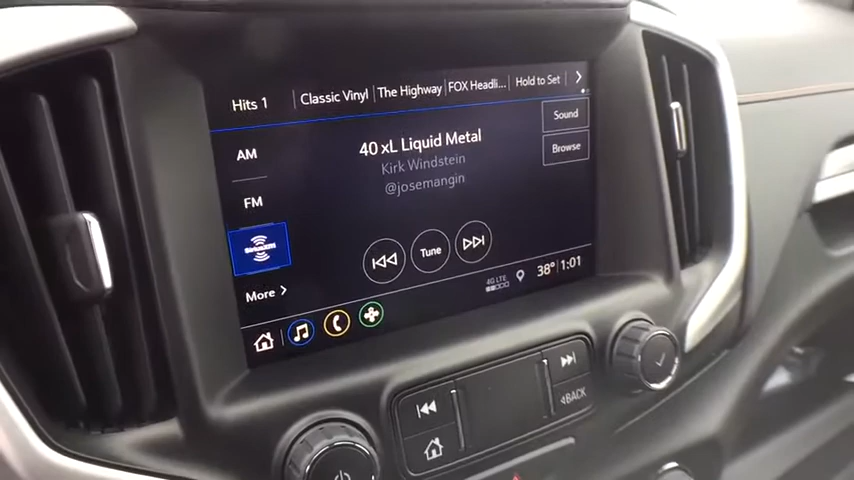 Hits 1
Classic Vinyl
The Highway
FOX Headli...
Hold to Set
AM
40 xL Liquid Metal
Sound
Kirk Windstein
Browse
@josemangin
FM
SiriusXM
Tune
More
4G LTE
38° 1:01
BACK